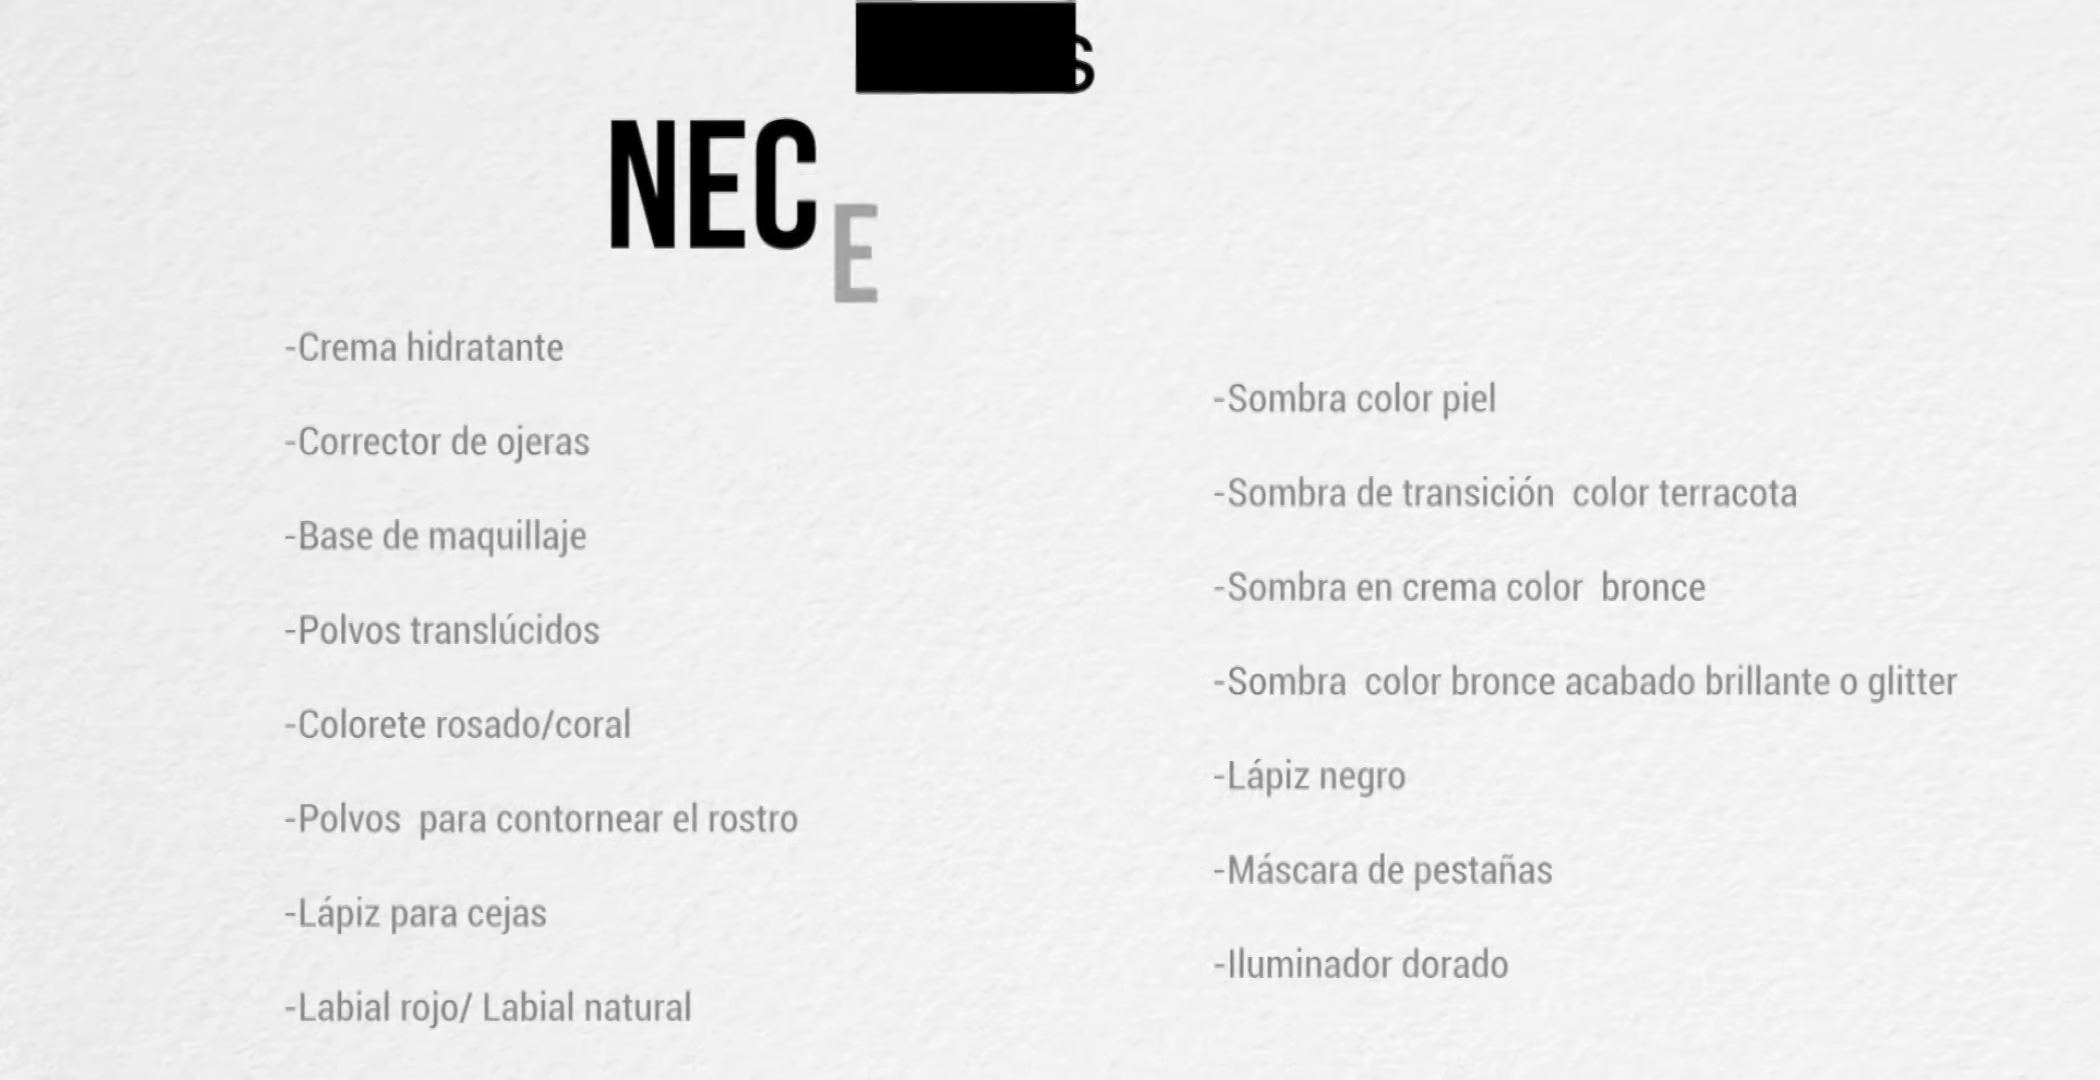 s
NECE
-Crema hidratante
-Corrector de ojeras
-Base de maquillaje
-Polvos translúcidos
-Colorete rosado/coral
-Polvos  para contornear el rostro
-Lápiz para cejas
-Labial rojo/ Labial natural
-Sombra color piel
-Sombra de transición  color terracota
-Sombra en crema color  bronce
-Sombra  color bronce acabado brillante o glitter
-Lápiz negro
-Máscara de pestañas
-Iluminador dorado